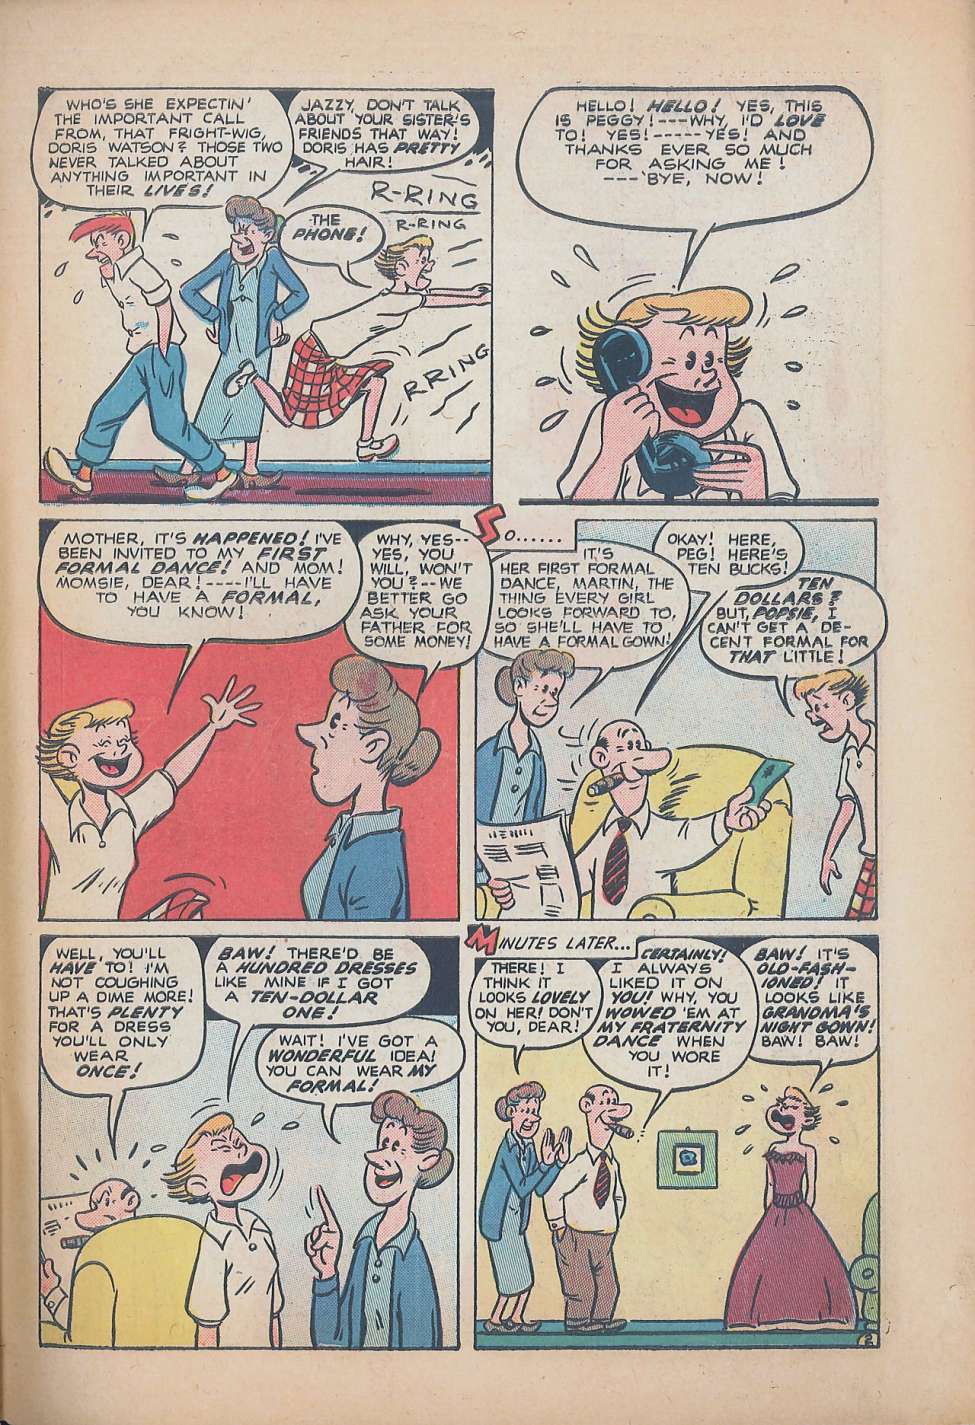 WHO'S SHE EXPECTIN'
THE IMPORTANT CALL
FROM, THAT FRIGHT-WIG,
DORIS WATSON? THOSE TWO
NEVER TALKED ABOUT
ANYTHING IMPORTANT IN
THEIR LIVES!
JAZZY, DON'T TALK
ABOUT YOUR SISTER'S
FRIENDS THAT WAY!
DORIS HAS PRETTY
HAIR!
R-RING
R-RING
THE
PHONE!
R RING
HELLO! HELLO! YES, THIS
IS PEGGY!---WHY, I'D LOVE
TO! YES!-----YES! AND
THANKS EVER SO MUCH
FOR ASKING ME!
---'BYE, NOW!
MOTHER, IT'S HAPPENED! I'VE
BEEN INVITED TO MY FIRST
FORMAL DANCE! AND MOM!
MOMSIE, DEAR!----I'LL HAVE
TO HAVE A FORMAL,
YOU KNOW!
WHY, YES--
YES, YOU
WILL, WON'T
YOU?--WE
BETTER GO
ASK YOUR
FATHER FOR
SOME MONEY!
SO......
IT'S
HER FIRST FORMAL
DANCE, MARTIN, THE
THING EVERY GIRL
LOOKS FORWARD TO,
SO SHE'LL HAVE TO
HAVE A FORMAL GOWN!
OKAY! HERE,
PEG! HERE'S
TEN BUCKS!
TEN
DOLLARS?
BUT, POPSIE, I
CAN'T GET A DE-
CENT FORMAL FOR
THAT LITTLE!
NEWS
WELL, YOU'LL
HAVE TO! I'M
NOT COUGHING
UP A DIME MORE!
THAT'S PLENTY
FOR A DRESS
YOU'LL ONLY
WEAR
ONCE!
BAW! THERE'D BE
A HUNDRED DRESSES
LIKE MINE IF I GOT
A TEN-DOLLAR
ONE!
WAIT! I'VE GOT A
WONDERFUL IDEA!
YOU CAN WEAR MY
FORMAL!
MINUTES LATER...
THERE! I
THINK IT
LOOKS LOVELY
ON HER! DON'T
YOU, DEAR!
CERTAINLY!
I ALWAYS
LIKED IT ON
YOU! WHY, YOU
WOWED 'EM AT
MY FRATERNITY
DANCE WHEN
YOU WORE
IT!
BAW! IT'S
OLD-FASH-
IONED! IT
LOOKS LIKE
GRANDMA'S
NIGHT GOWN!
BAW! BAW!
2